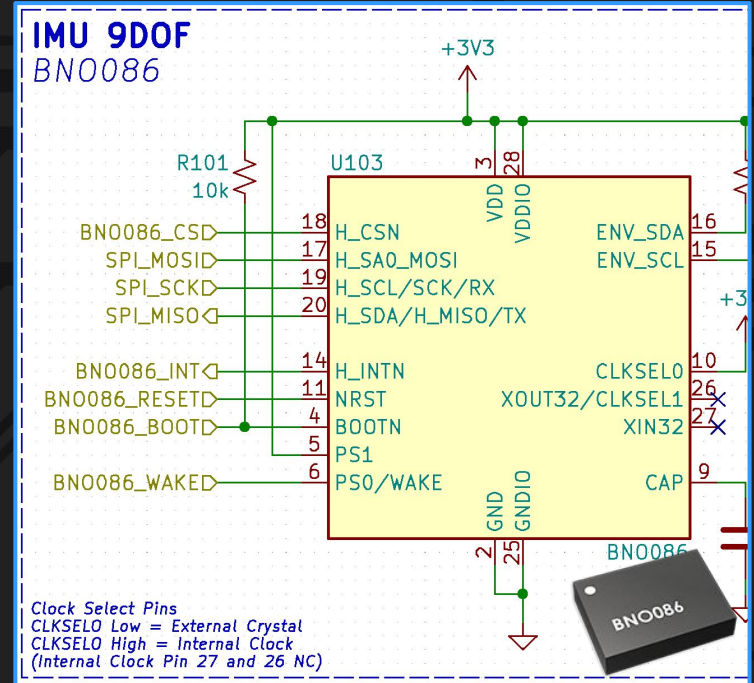 IMU 9DOF
BNO086
+3V3
R101
10k
U103
3
28
VDD
VDDIO
BNO086_CS
18
H_CSN
ENV_SDA
16
SPI_MOSI
17
H_SA0_MOSI
ENV_SCL
15
SPI_SCK
19
H_SCL/SCK/RX
SPI_MISO
20
H_SDA/H_MISO/TX
+3
BNO086_INT
14
H_INTN
CLKSEL0
10
BNO086_RESET
11
NRST
XOUT32/CLKSEL1
26
BNO086_BOOT
4
BOOTN
XIN32
27
5
PS1
BNO086_WAKE
6
PS0/WAKE
CAP
9
GND
GNDIO
2
25
BNO086
BNO086
Clock Select Pins
CLKSEL0 Low = External Crystal
CLKSEL0 High = Internal Clock
(Internal Clock Pin 27 and 26 NC)